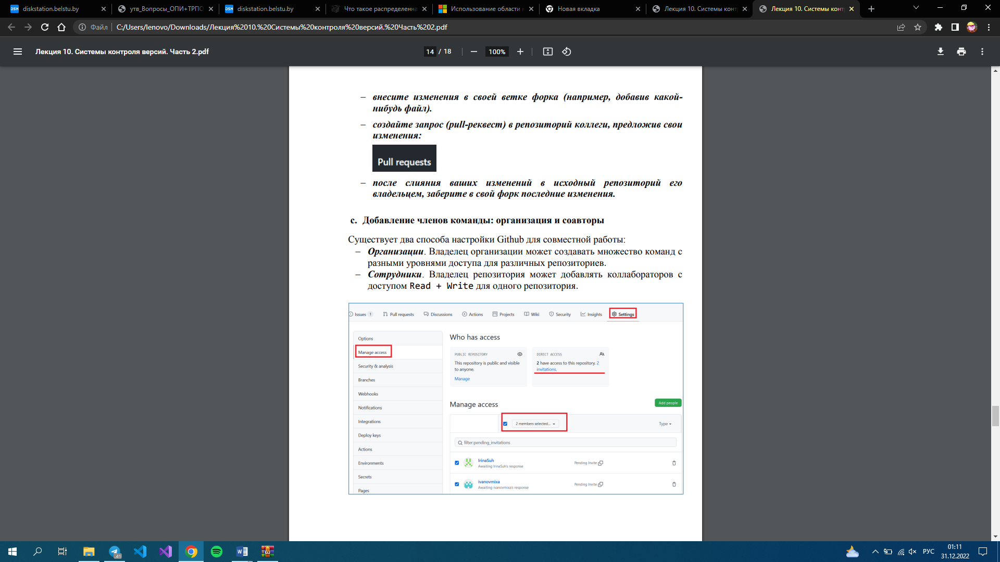 diskstation.belstu.by
утв_Вопросы_ОПИ+ТРПО
diskstation.belstu.by
Что такое распределенна
Использование области
Новая вкладка
Лекция 10. Системы конт
Лекция 10. Системы конт
Файл
C:/Users/lenovo/Downloads/Лекция%2010.%20Системы%20контроля%20версий.%20Часть%202.pdf
Лекция 10. Системы контроля версий. Часть 2.pdf
14 / 18
100%
– внесите изменения в своей ветке форка (например, добавив какой-
нибудь файл).
– создайте запрос (pull-реквест) в репозиторий коллеги, предложив свои
изменения:
Pull requests
– после слияния ваших изменений в исходный репозиторий его
владельцем, заберите в свой форк последние изменения.
c. Добавление членов команды: организация и соавторы
Существует два способа настройки Github для совместной работы:
– Организации. Владелец организации может создавать множество команд с
разными уровнями доступа для различных репозиториев.
– Сотрудники. Владелец репозитория может добавлять коллабораторов с
доступом Read + Write для одного репозитория.
Issues 1 Pull requests Discussions Actions Projects Wiki Security Insights Settings
Options
Manage access
Security & analysis
Branches
Webhooks
Notifications
Integrations
Deploy keys
Actions
Environments
Secrets
Pages
Who has access
PUBLIC REPOSITORY
This repository is public and visible
to anyone.
Manage
DIRECT ACCESS
2 have access to this repository. 2
invitations.
Manage access
Add people
2 members selected...
Type
filter:pending_invitations
IrinaSuh
Awaiting IrinaSuh's response
Pending Invite
ivanovmixa
Awaiting ivanovmixa's response
Pending Invite
DSM
DSM
41
РУС
01:11
31.12.2022